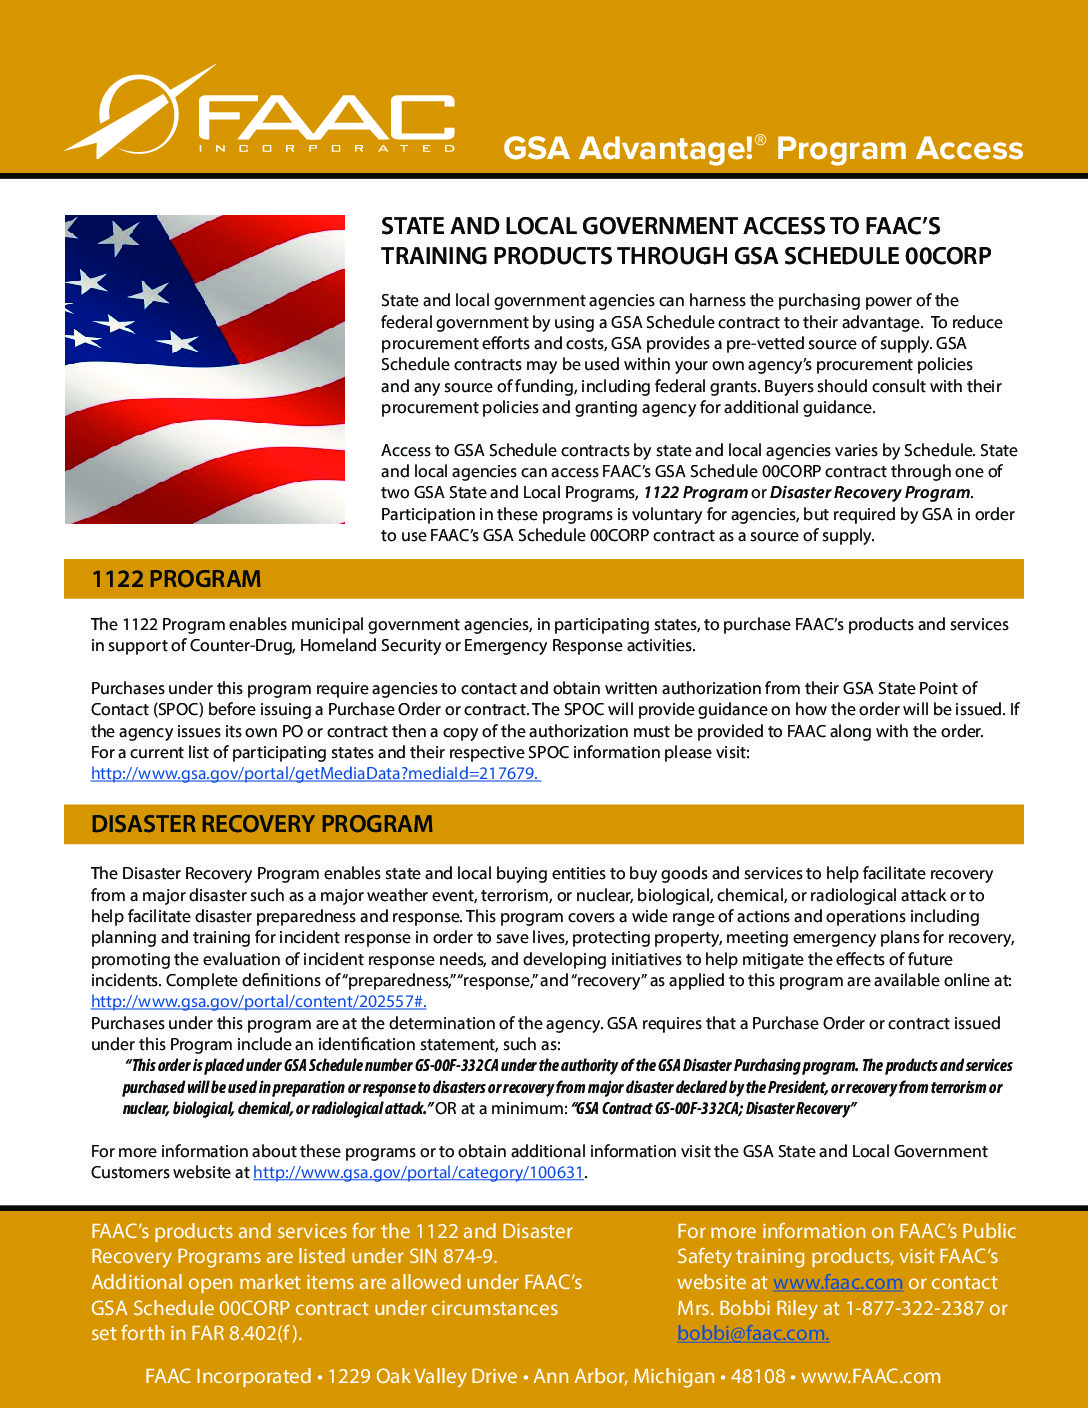 FAAC
INCORPORATED
GSA Advantage!® Program Access
STATE AND LOCAL GOVERNMENT ACCESS TO FAAC’S
TRAINING PRODUCTS THROUGH GSA SCHEDULE 00CORP
State and local government agencies can harness the purchasing power of the
federal government by using a GSA Schedule contract to their advantage.  To reduce
procurement efforts and costs, GSA provides a pre-vetted source of supply. GSA
Schedule contracts may be used within your own agency’s procurement policies
and any source of funding, including federal grants. Buyers should consult with their
procurement policies and granting agency for additional guidance.
Access to GSA Schedule contracts by state and local agencies varies by Schedule. State
and local agencies can access FAAC’s GSA Schedule 00CORP contract through one of
two GSA State and Local Programs, 1122 Program or Disaster Recovery Program.
Participation in these programs is voluntary for agencies, but required by GSA in order
to use FAAC’s GSA Schedule 00CORP contract as a source of supply.
1122 PROGRAM
The 1122 Program enables municipal government agencies, in participating states, to purchase FAAC’s products and services
in support of Counter-Drug, Homeland Security or Emergency Response activities.
Purchases under this program require agencies to contact and obtain written authorization from their GSA State Point of
Contact (SPOC) before issuing a Purchase Order or contract. The SPOC will provide guidance on how the order will be issued. If
the agency issues its own PO or contract then a copy of the authorization must be provided to FAAC along with the order.
For a current list of participating states and their respective SPOC information please visit:
http://www.gsa.gov/portal/getMediaData?mediaId=217679.
DISASTER RECOVERY PROGRAM
The Disaster Recovery Program enables state and local buying entities to buy goods and services to help facilitate recovery
from a major disaster such as a major weather event, terrorism, or nuclear, biological, chemical, or radiological attack or to
help facilitate disaster preparedness and response. This program covers a wide range of actions and operations including
planning and training for incident response in order to save lives, protecting property, meeting emergency plans for recovery,
promoting the evaluation of incident response needs, and developing initiatives to help mitigate the effects of future
incidents. Complete definitions of “preparedness,” “response,” and “recovery” as applied to this program are available online at:
http://www.gsa.gov/portal/content/202557#.
Purchases under this program are at the determination of the agency. GSA requires that a Purchase Order or contract issued
under this Program include an identification statement, such as:
“This order is placed under GSA Schedule number GS-00F-332CA under the authority of the GSA Disaster Purchasing program. The products and services
purchased will be used in preparation or response to disasters or recovery from major disaster declared by the President, or recovery from terrorism or
nuclear, biological, chemical, or radiological attack.” OR at a minimum: “GSA Contract GS-00F-332CA; Disaster Recovery”
For more information about these programs or to obtain additional information visit the GSA State and Local Government
Customers website at http://www.gsa.gov/portal/category/100631.
FAAC’s products and services for the 1122 and Disaster
Recovery Programs are listed under SIN 874-9.
Additional open market items are allowed under FAAC’s
GSA Schedule 00CORP contract under circumstances
set forth in FAR 8.402(f).
For more information on FAAC’s Public
Safety training products, visit FAAC’s
website at www.faac.com or contact
Mrs. Bobbi Riley at 1-877-322-2387 or
bobbi@faac.com.
FAAC Incorporated • 1229 Oak Valley Drive • Ann Arbor, Michigan • 48108 • www.FAAC.com